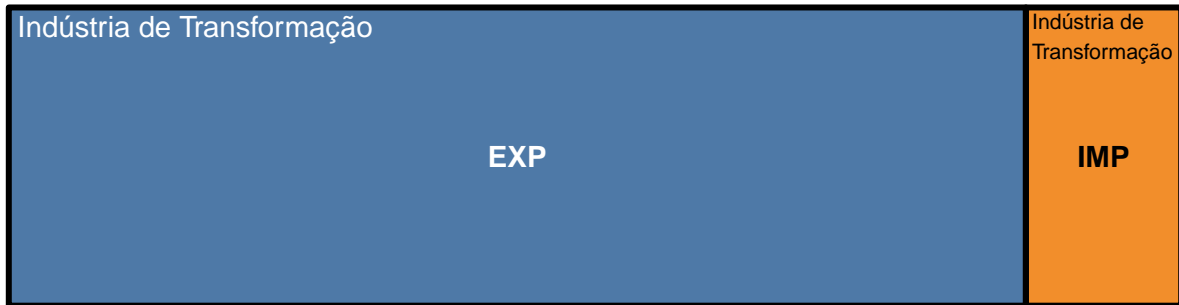 Indústria de Transformação
EXP
Indústria de
Transformação
IMP